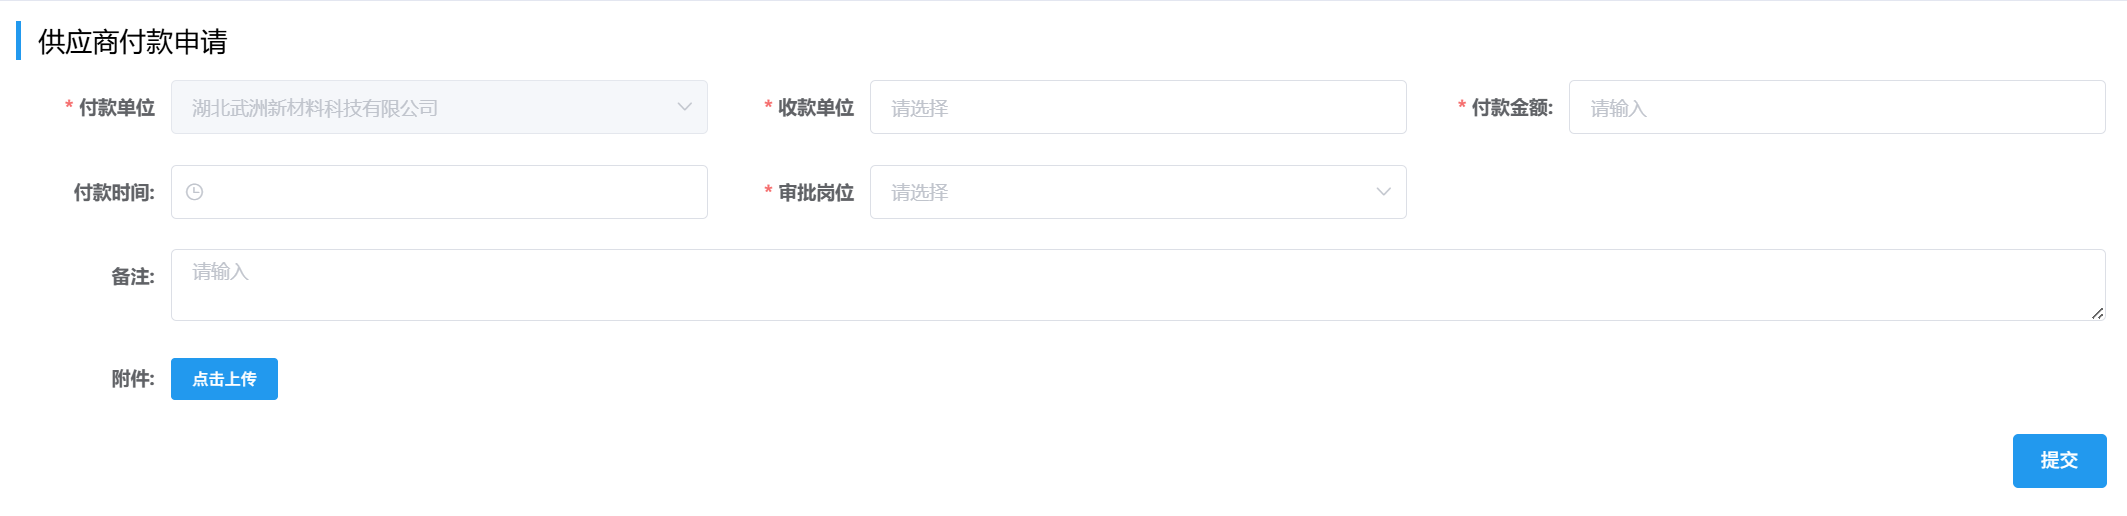 供应商付款申请
* 付款单位 湖北武洲新材料科技有限公司 * 收款单位 请选择 * 付款金额: 请输入
付款时间: * 审批岗位 请选择
备注: 请输入
附件: 点击上传
提交